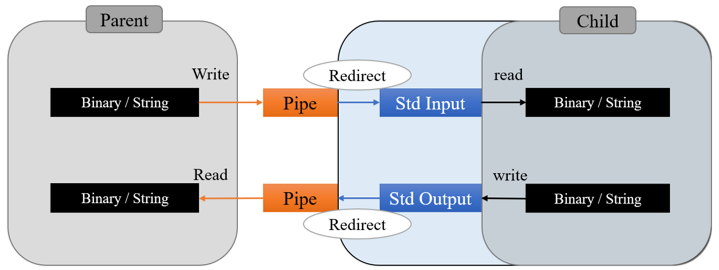 Parent
Child
Redirect
Write
read
Binary / String
Pipe
Std Input
Binary / String
Read
write
Binary / String
Pipe
Std Output
Binary / String
Redirect